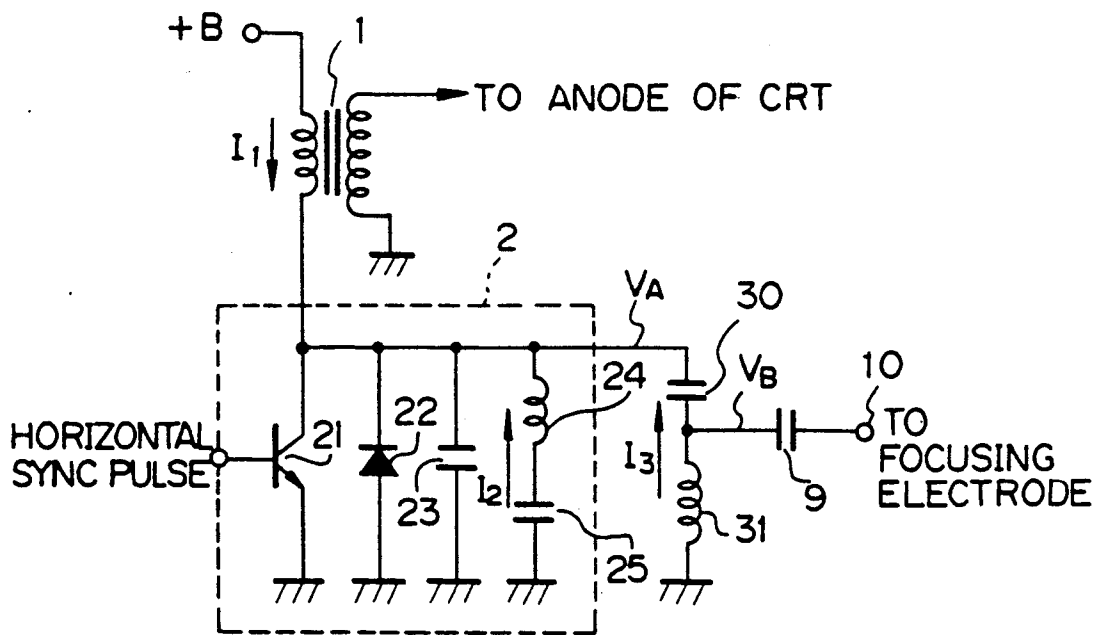 +B
1
TO ANODE OF CRT
I1
2
VA
30
24
VB
10
HORIZONTAL
SYNC PULSE
21
22
23
I2
I3
TO
FOCUSING
ELECTRODE
9
31
25